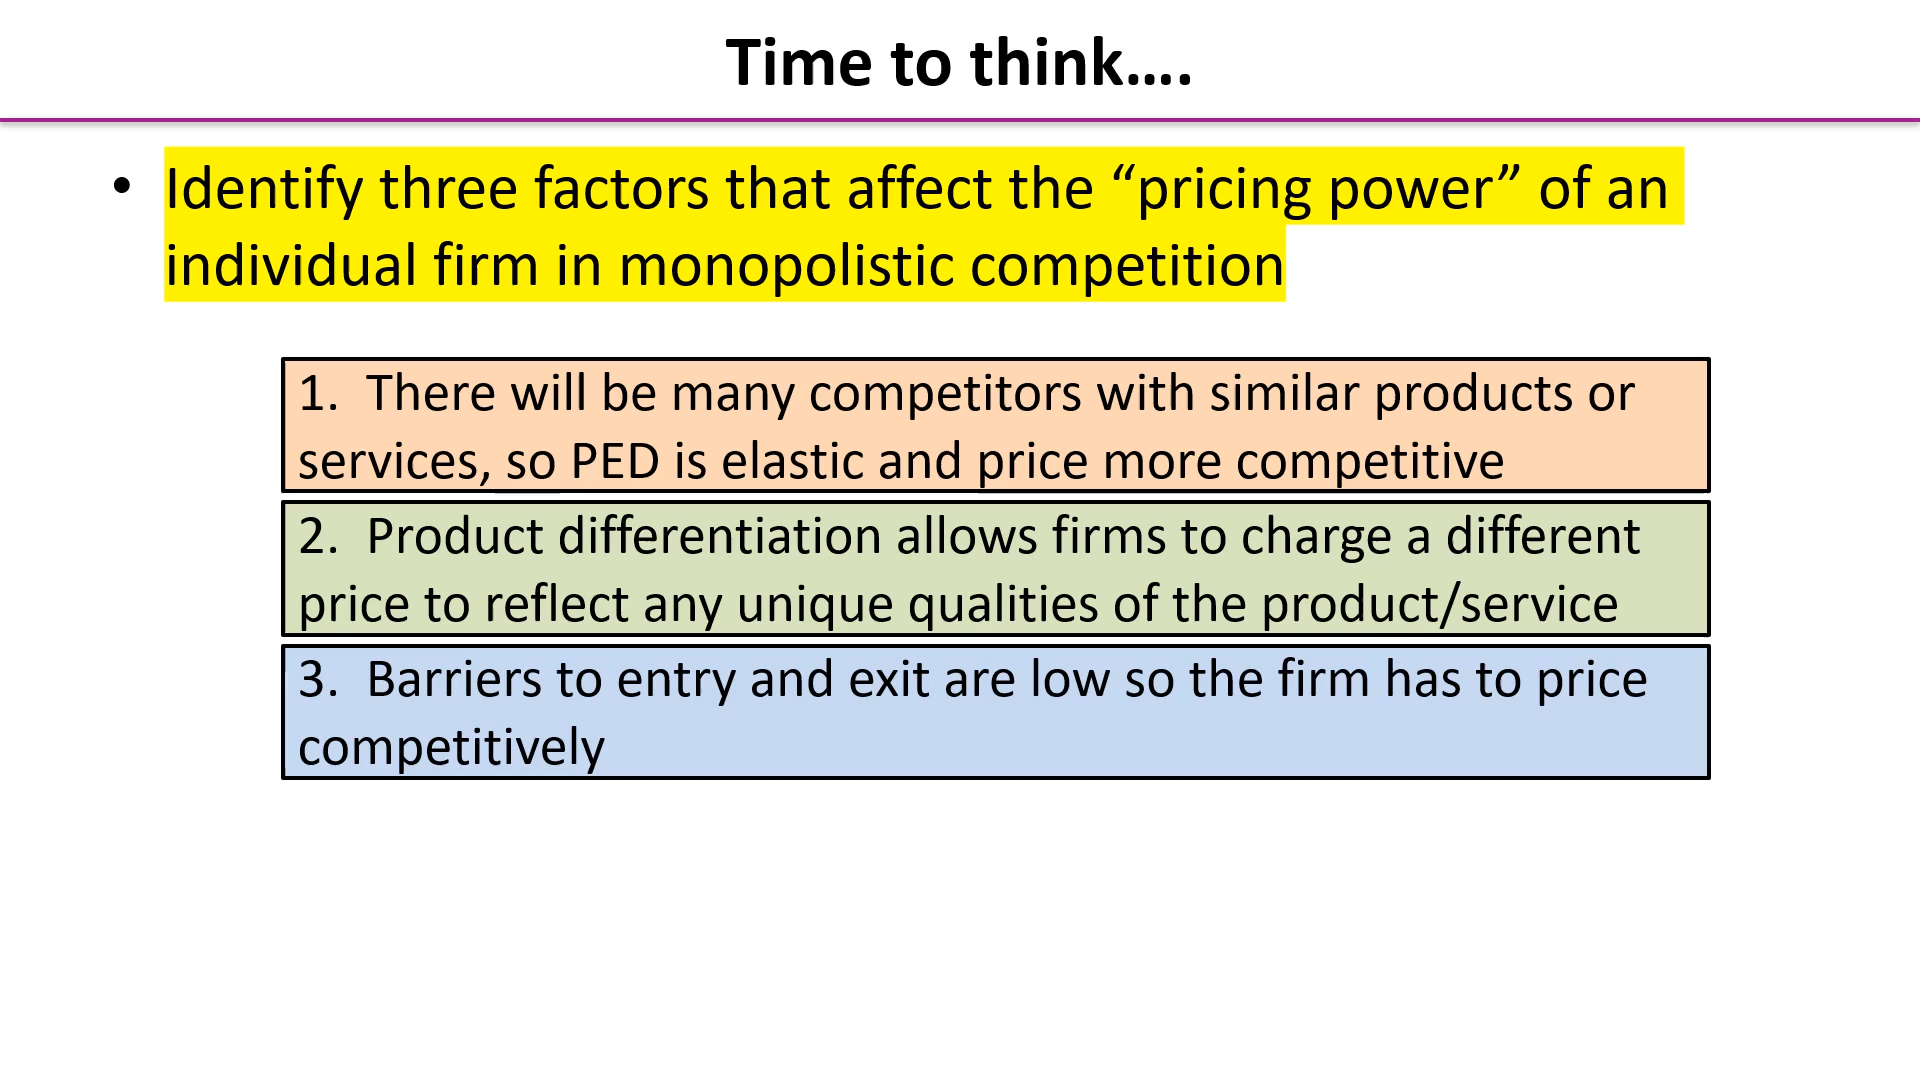 Time to think….
• Identify three factors that affect the “pricing power” of an
individual firm in monopolistic competition
1. There will be many competitors with similar products or
services, so PED is elastic and price more competitive
2. Product differentiation allows firms to charge a different
price to reflect any unique qualities of the product/service
3. Barriers to entry and exit are low so the firm has to price
competitively